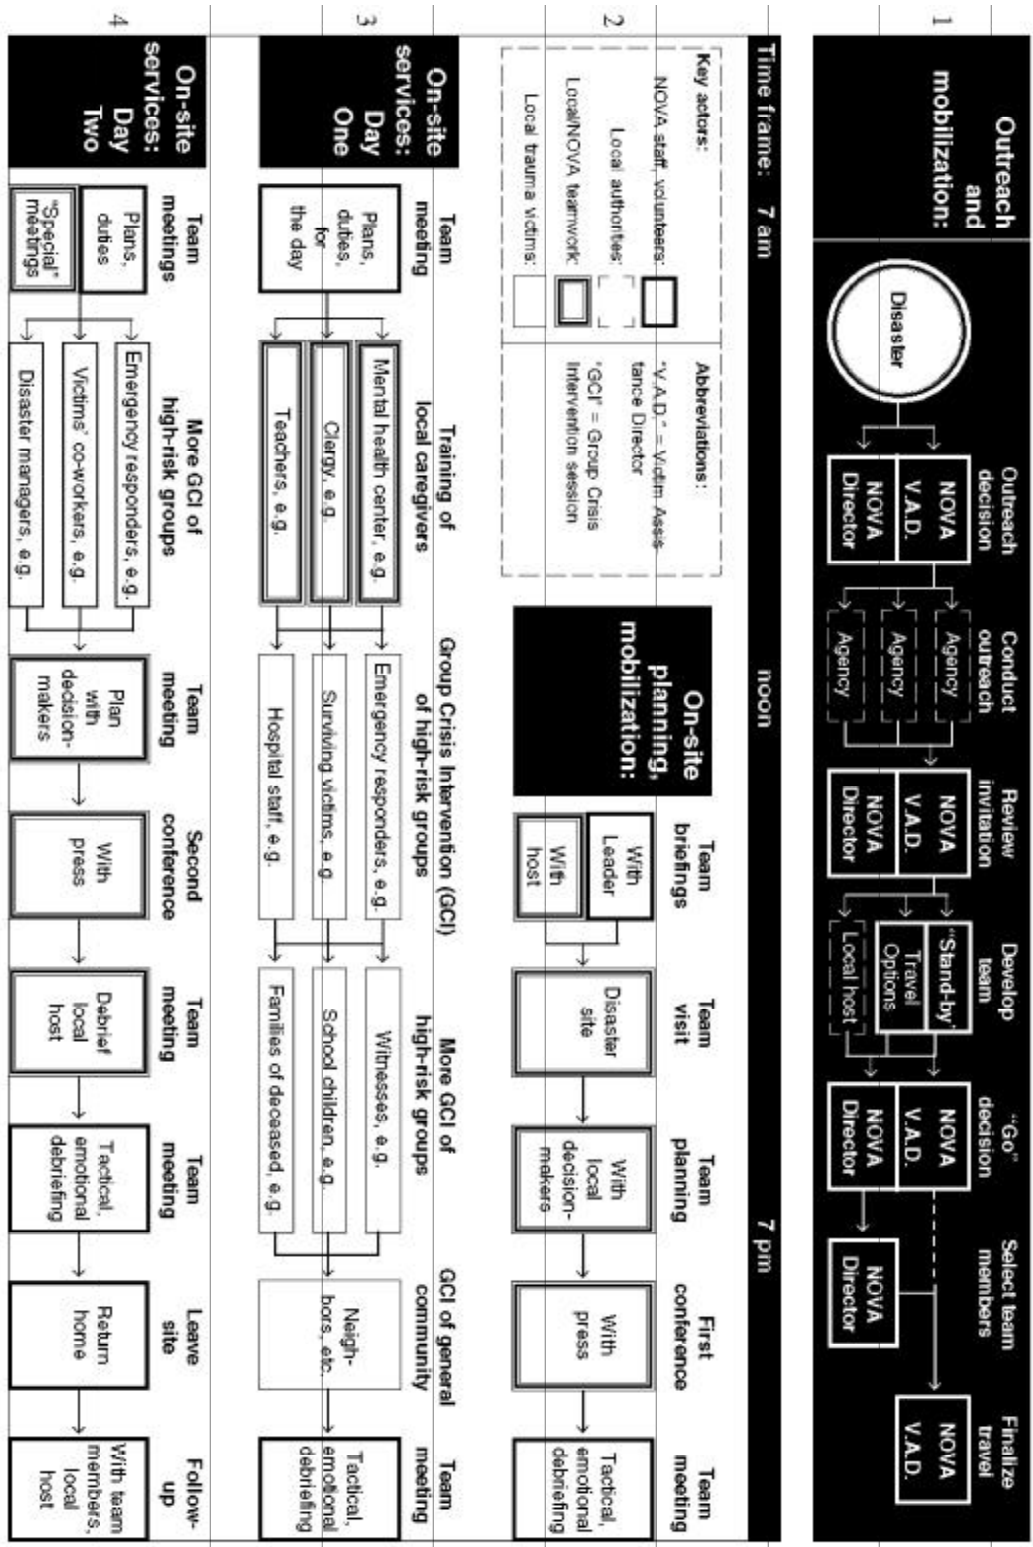 1
Outreach
and
mobilization:
Disaster
Outreach
decision
NOVA
V.A.D.
NOVA
Director
Conduct
outreach
Agency
Agency
Agency
Review
invitation
NOVA
V.A.D.
NOVA
Director
Develop
team
"Stand-by"
Travel
Options
Local host
"Go"
decision
NOVA
V.A.D.
NOVA
Director
Select team
members
NOVA
Director
Finalize
travel
NOVA
V.A.D.
Time frame: 7 am
noon
7 pm
2
Key actors:
NOVA staff, volunteers:
Local authorities:
Local/NOVA teamwork:
Local trauma victims:
Abbreviations:
"V.A.D." = Victim Assis-
tance Director
"GCI" = Group Crisis
Intervention session
On-site
planning,
mobilization:
Team
briefings
With
Leader
With
host
Team
visit
Disaster
site
Team
planning
With
local
decision-
makers
First
conference
With
press
Team
meeting
Tactical,
emotional
debriefing
3
On-site
services:
Day
One
Team
meeting
Plans,
duties,
for
the day
Training of
local caregivers
Mental health center, e.g.
Clergy, e.g.
Teachers, e.g.
Group Crisis Intervention (GCI)
of high-risk groups
Emergency responders, e.g.
Surviving victims, e.g.
Hospital staff, e.g.
More GCI of
high-risk groups
Witnesses, e.g.
School children, e.g.
Families of deceased, e.g.
GCI of general
community
Neigh-
bors, etc.
Team
meeting
Tactical,
emotional
debriefing
4
On-site
services:
Day
Two
Team
meetings
Plans,
duties
"Special"
meetings
More GCI of
high-risk groups
Emergency responders, e.g.
Victims' co-workers, e.g.
Disaster managers, e.g.
Team
meeting
Plan
with
decision-
makers
Second
conference
With
press
Team
meeting
Debrief
local
host
Team
meeting
Tactical,
emotional
debriefing
Leave
site
Return
home
Follow-
up
With team
members,
local
host